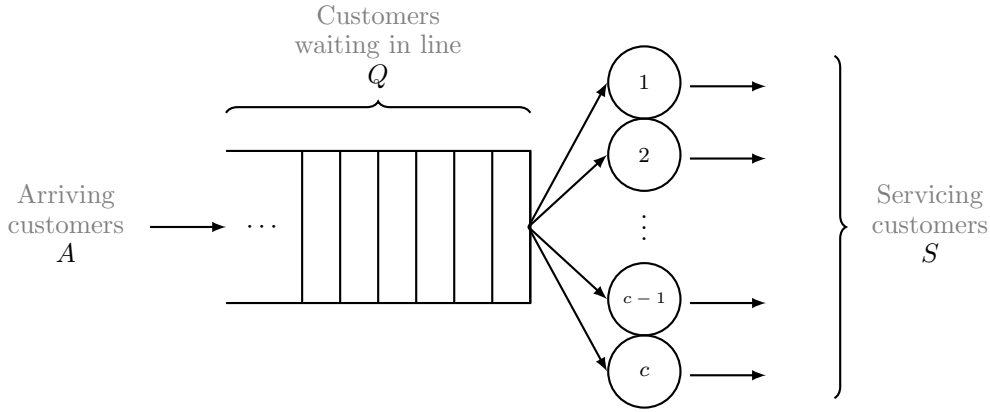 Customers
waiting in line
Q
Arriving
customers
A
⋯
1
2
⋮
c − 1
c
Servicing
customers
S